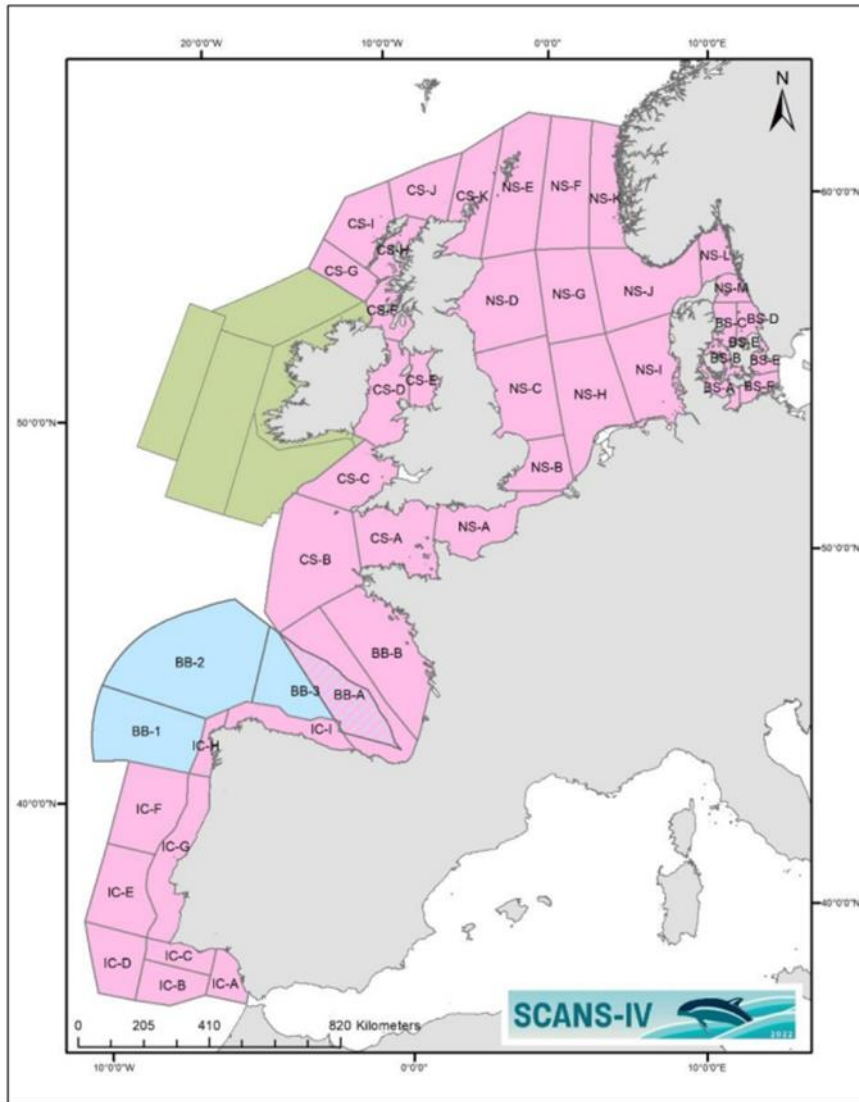 20°0'0"W 10°0'0"W 0°0'0" 10°0'0"E
N
60°0'0"N
CS-J
CS-K
NS-E
NS-F
NS-K
CS-I
CS-H
CS-G
NS-L
NS-M
NS-D
NS-G
NS-J
CS-F
BS-C
BS-D
BS-E
BS-B
BS-E
BS-A
BS-F
CS-D
CS-E
NS-C
NS-H
NS-I
50°0'0"N
NS-B
CS-C
NS-A
CS-A
50°0'0"N
CS-B
BB-B
BB-2
BB-3
BB-A
BB-1
IC-I
IC-H
40°0'0"N
IC-F
IC-G
IC-E
40°0'0"N
IC-C
IC-D
IC-B
IC-A
SCANS-IV
2022
0 205 410 820 Kilometers
10°0'0"W 0°0'0" 10°0'0"E